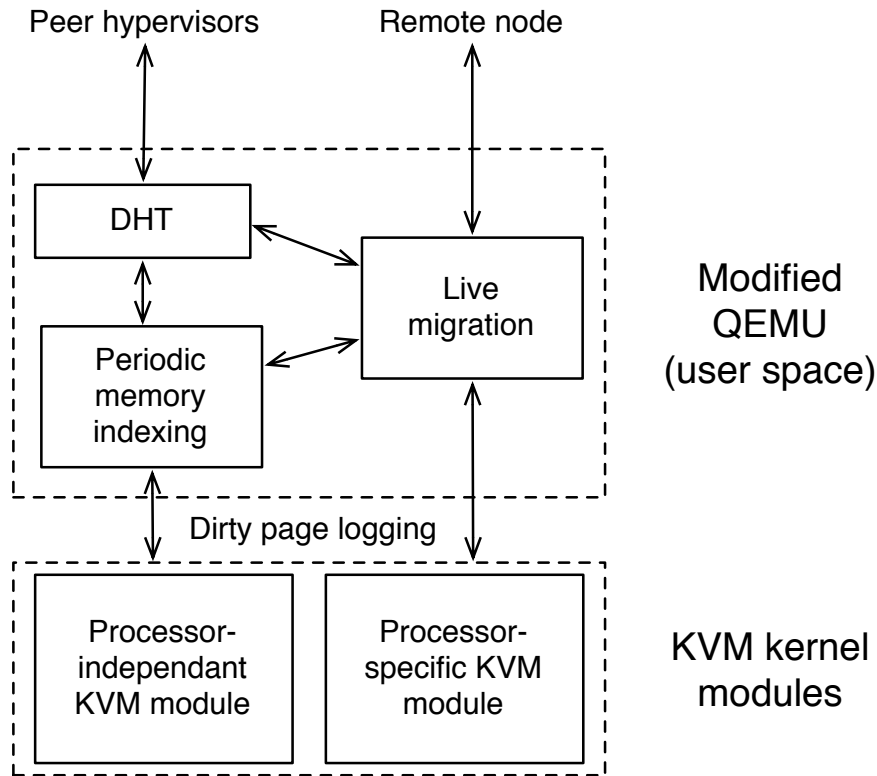 Peer hypervisors
Remote node
DHT
Live
migration
Periodic
memory
indexing
Modified
QEMU
(user space)
Dirty page logging
Processor-
independant
KVM module
Processor-
specific KVM
module
KVM kernel
modules